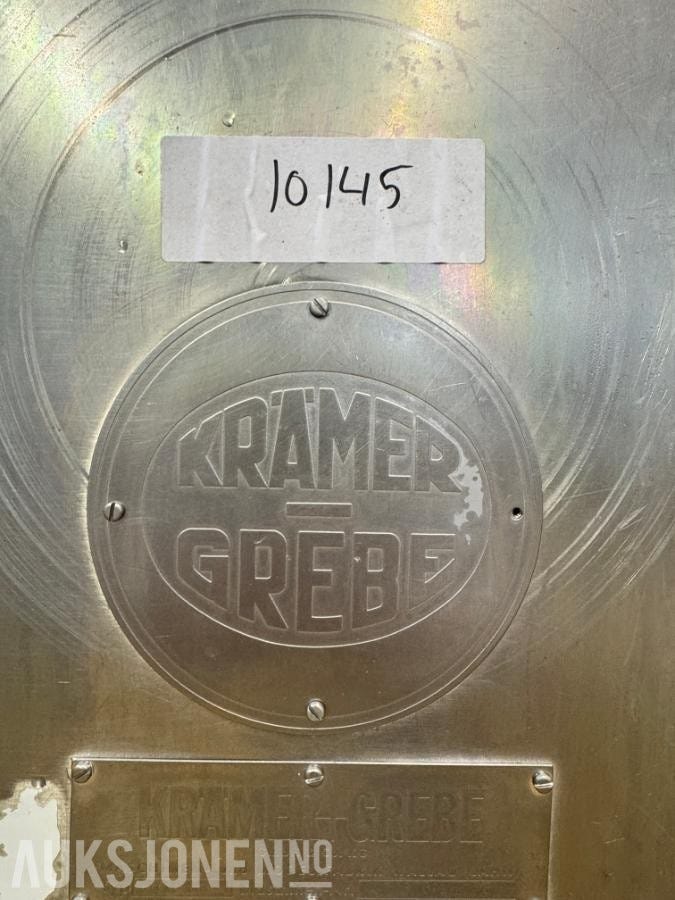 10145
KRÄMER
—
GREBE
KRÄMER+GREBE
AUKSJONEN.NO